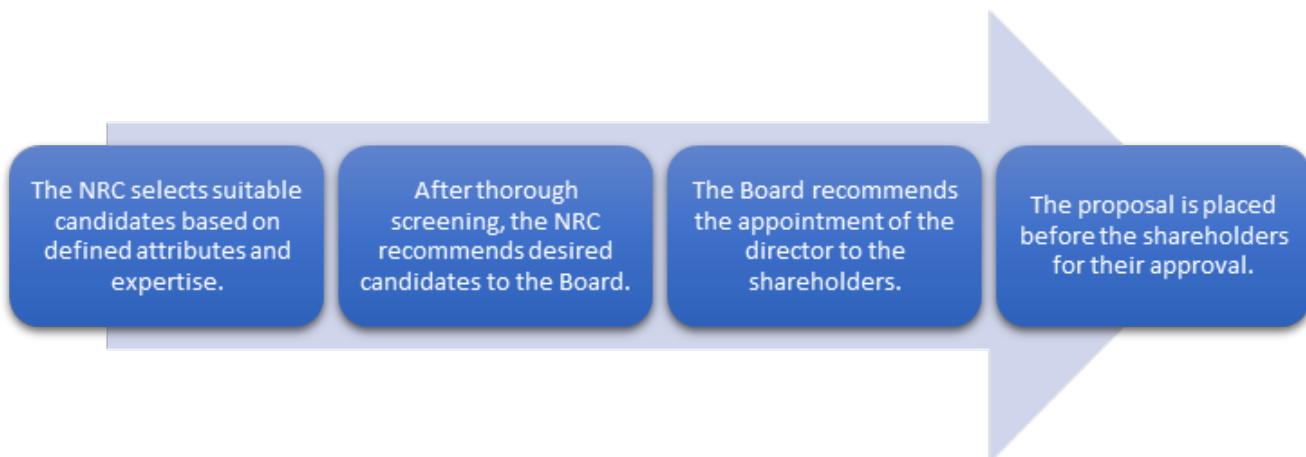 The NRC selects suitable
candidates based on
defined attributes and
expertise.
After thorough
screening, the NRC
recommends desired
candidates to the Board.
The Board recommends
the appointment of the
director to the
shareholders.
The proposal is placed
before the shareholders
for their approval.